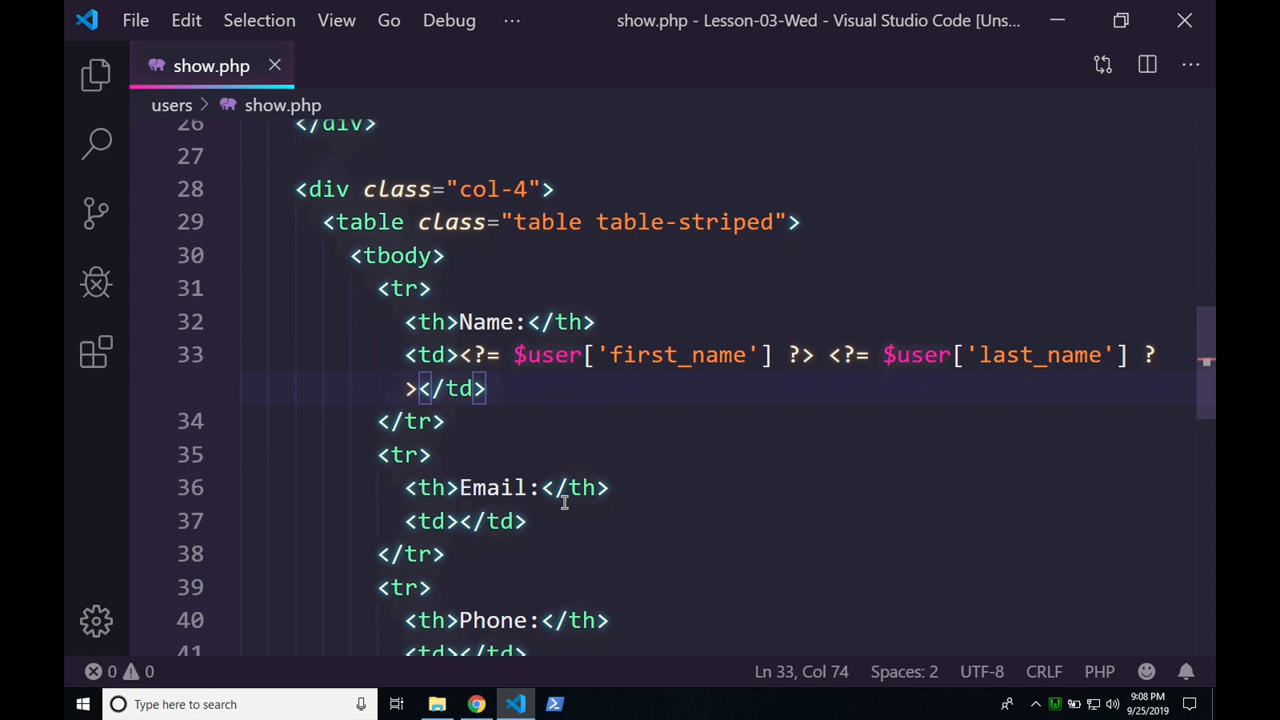 File Edit Selection View Go Debug ··· show.php - Lesson-03-Wed - Visual Studio Code [Uns...
show.php
users > show.php
26 </div>
27
28 <div class="col-4">
29 <table class="table table-striped">
30 <tbody>
31 <tr>
32 <th>Name:</th>
33 <td><?= $user['first_name'] ?> <?= $user['last_name'] ?
></td>
34 </tr>
35 <tr>
36 <th>Email:</th>
37 <td></td>
38 </tr>
39 <tr>
40 <th>Phone:</th>
41 <td></td>
0 0 Ln 33, Col 74 Spaces: 2 UTF-8 CRLF PHP
Type here to search
9:08 PM
9/25/2019